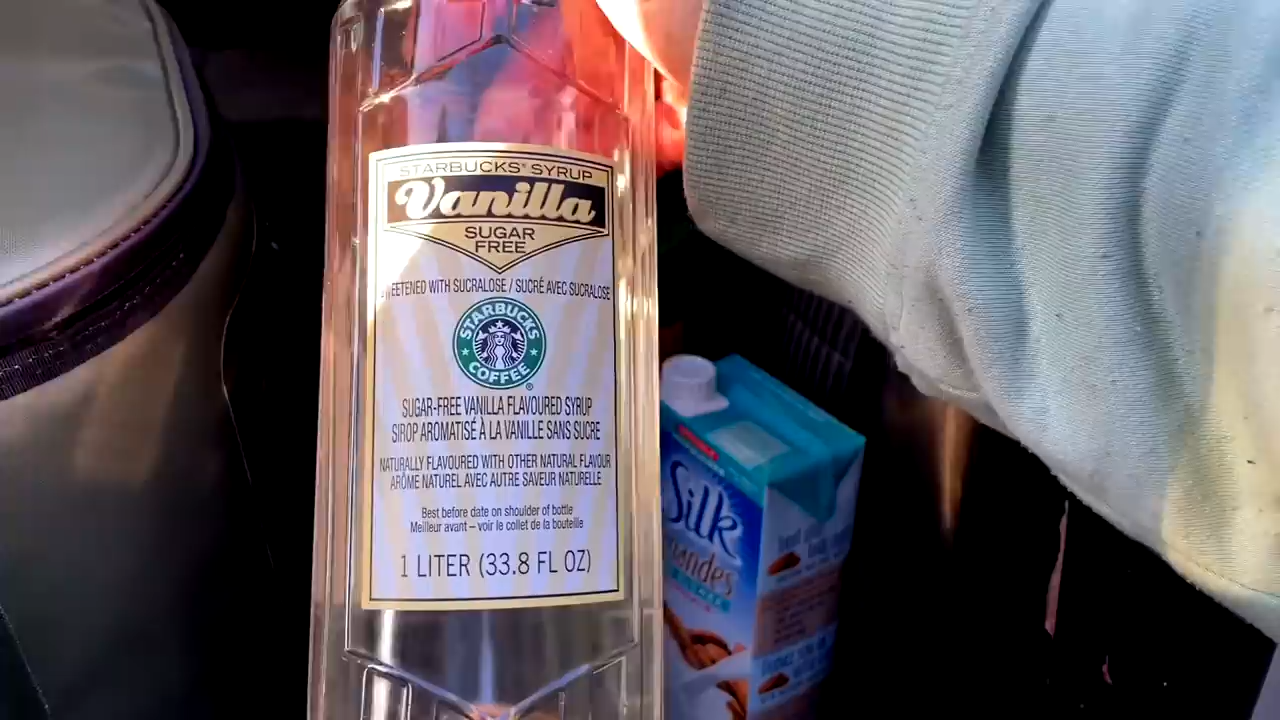 STARBUCKS® SYRUP
Vanilla
SUGAR
FREE
SWEETENED WITH SUCRALOSE / SUCRÉ AVEC SUCRALOSE
STARBUCKS
COFFEE
SUGAR-FREE VANILLA FLAVOURED SYRUP
SIROP AROMATISÉ À LA VANILLE SANS SUCRE
NATURALLY FLAVOURED WITH OTHER NATURAL FLAVOUR
ARÔME NATUREL AVEC AUTRE SAVEUR NATURELLE
Best before date on shoulder of bottle
Meilleur avant – voir le collet de la bouteille
1 LITER (33.8 FL OZ)
Silk